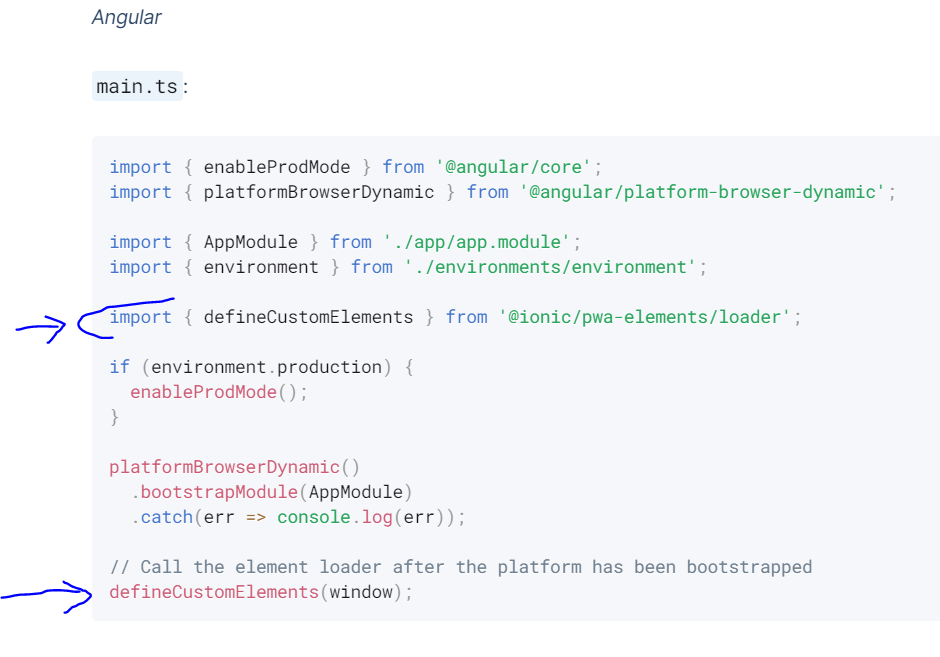 Angular
main.ts:
import { enableProdMode } from '@angular/core';
import { platformBrowserDynamic } from '@angular/platform-browser-dynamic';
import { AppModule } from './app/app.module';
import { environment } from './environments/environment';
import { defineCustomElements } from '@ionic/pwa-elements/loader';
if (environment.production) {
  enableProdMode();
}
platformBrowserDynamic()
  .bootstrapModule(AppModule)
  .catch(err => console.log(err));
// Call the element loader after the platform has been bootstrapped
defineCustomElements(window);